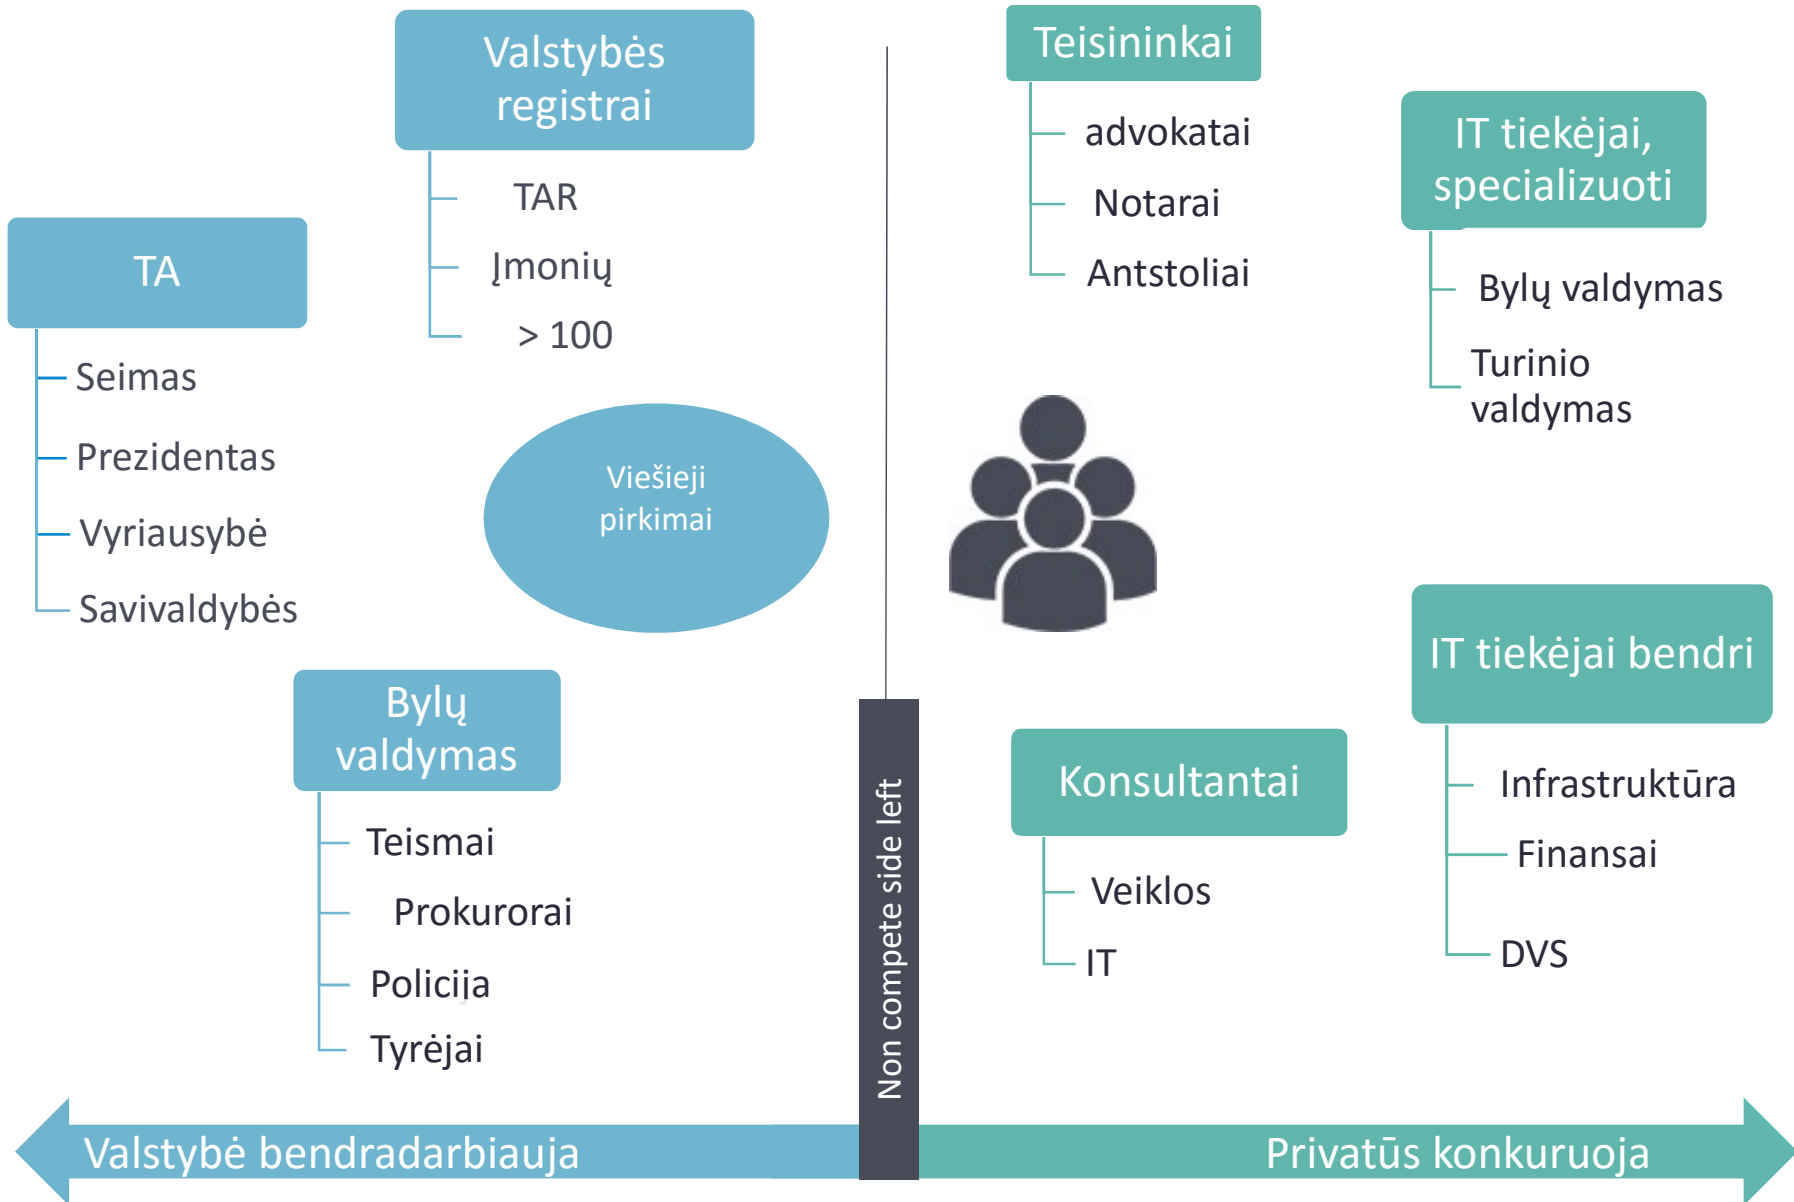 Valstybės
registrai
TAR
Įmonių
> 100
TA
Seimas
Prezidentas
Vyriausybė
Savivaldybės
Viešieji
pirkimai
Bylų
valdymas
Teismai
Prokurorai
Policija
Tyrėjai
Valstybė bendradarbiauja
Non compete side left
Teisininkai
advokatai
Notarai
Antstoliai
IT tiekėjai,
specializuoti
Bylų valdymas
Turinio
valdymas
IT tiekėjai bendri
Infrastruktūra
Finansai
DVS
Konsultantai
Veiklos
IT
Privatūs konkuruoja